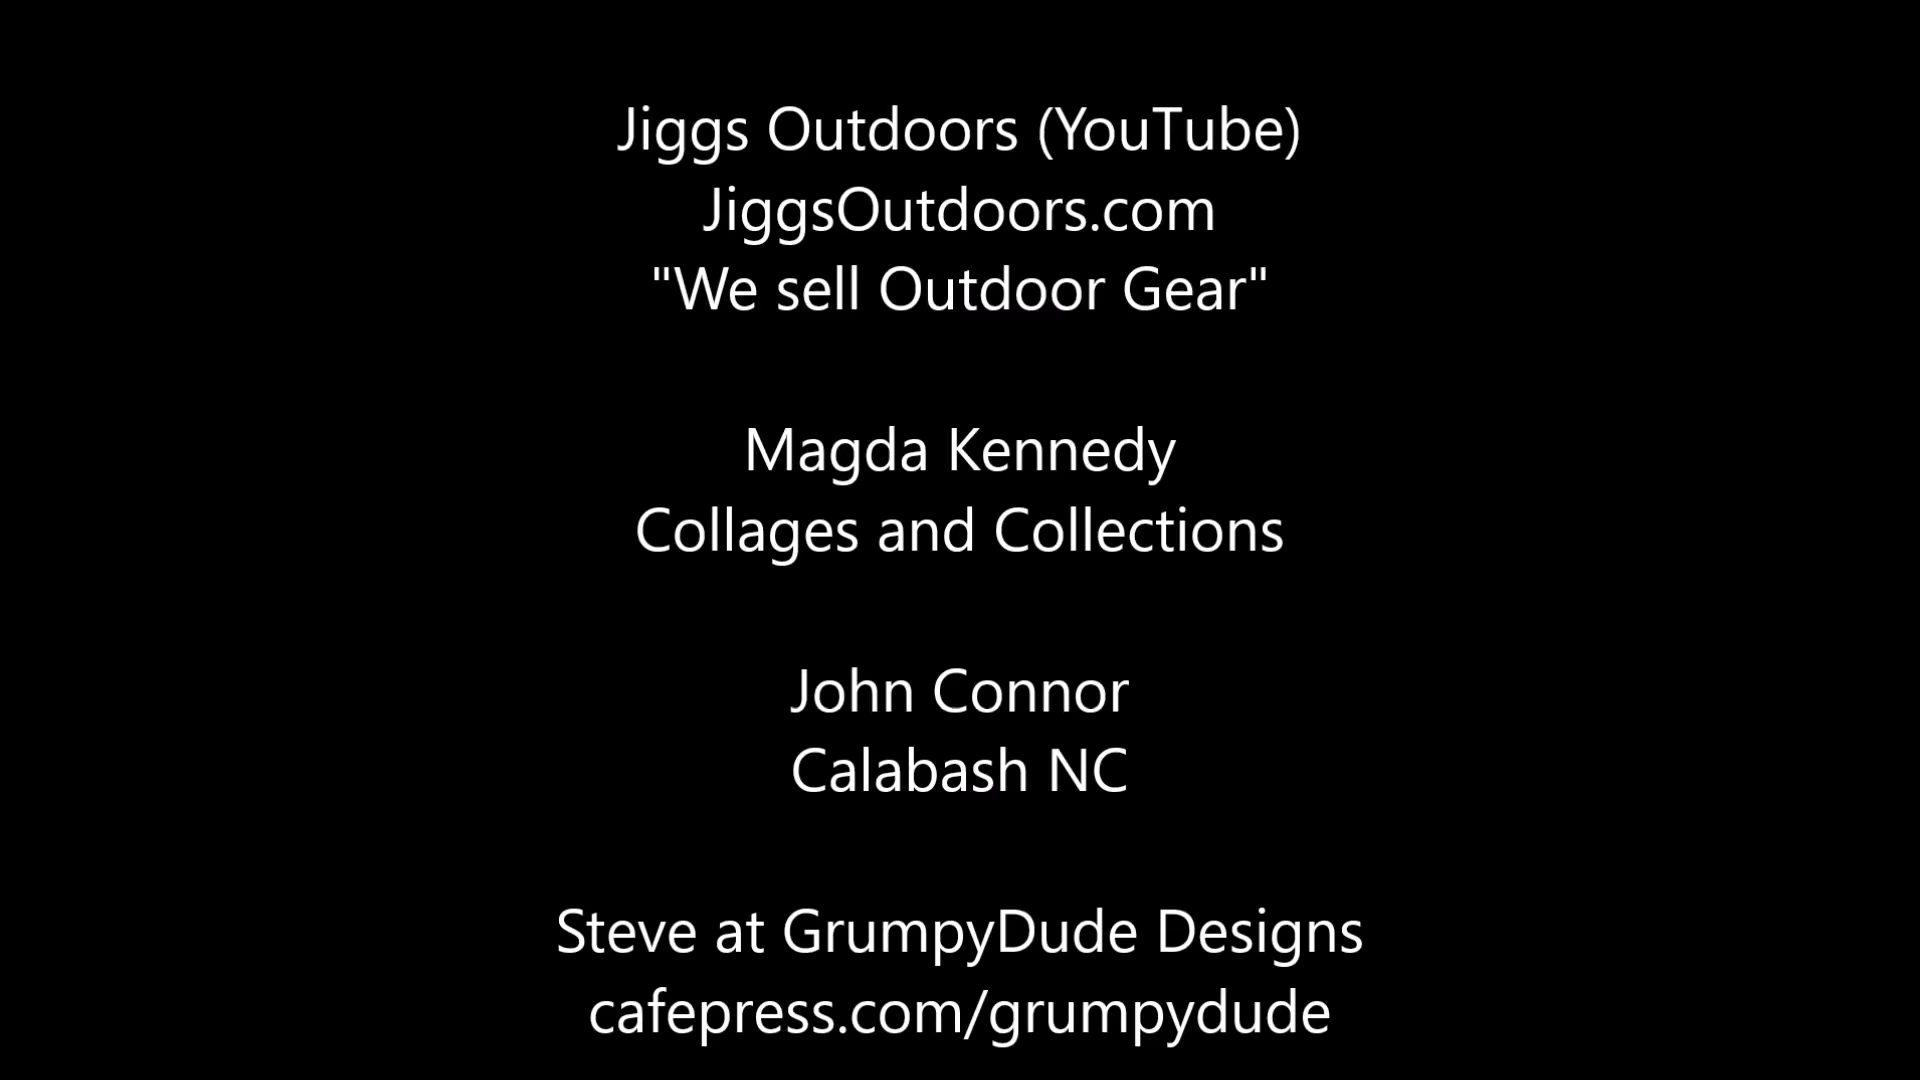 Jiggs Outdoors (YouTube)
JiggsOutdoors.com
"We sell Outdoor Gear"
Magda Kennedy
Collages and Collections
John Connor
Calabash NC
Steve at GrumpyDude Designs
cafepress.com/grumpydude